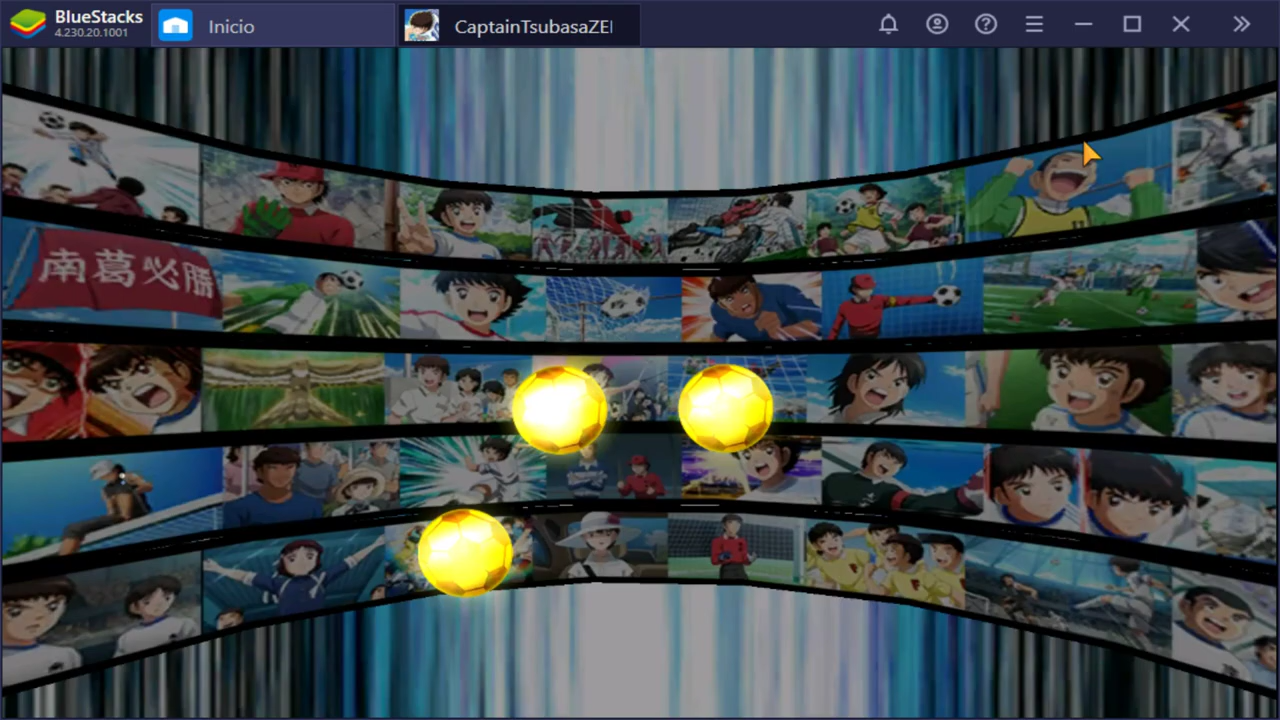 BlueStacks
4.230.20.1001
Inicio
CaptainTsubasaZE
南葛必勝